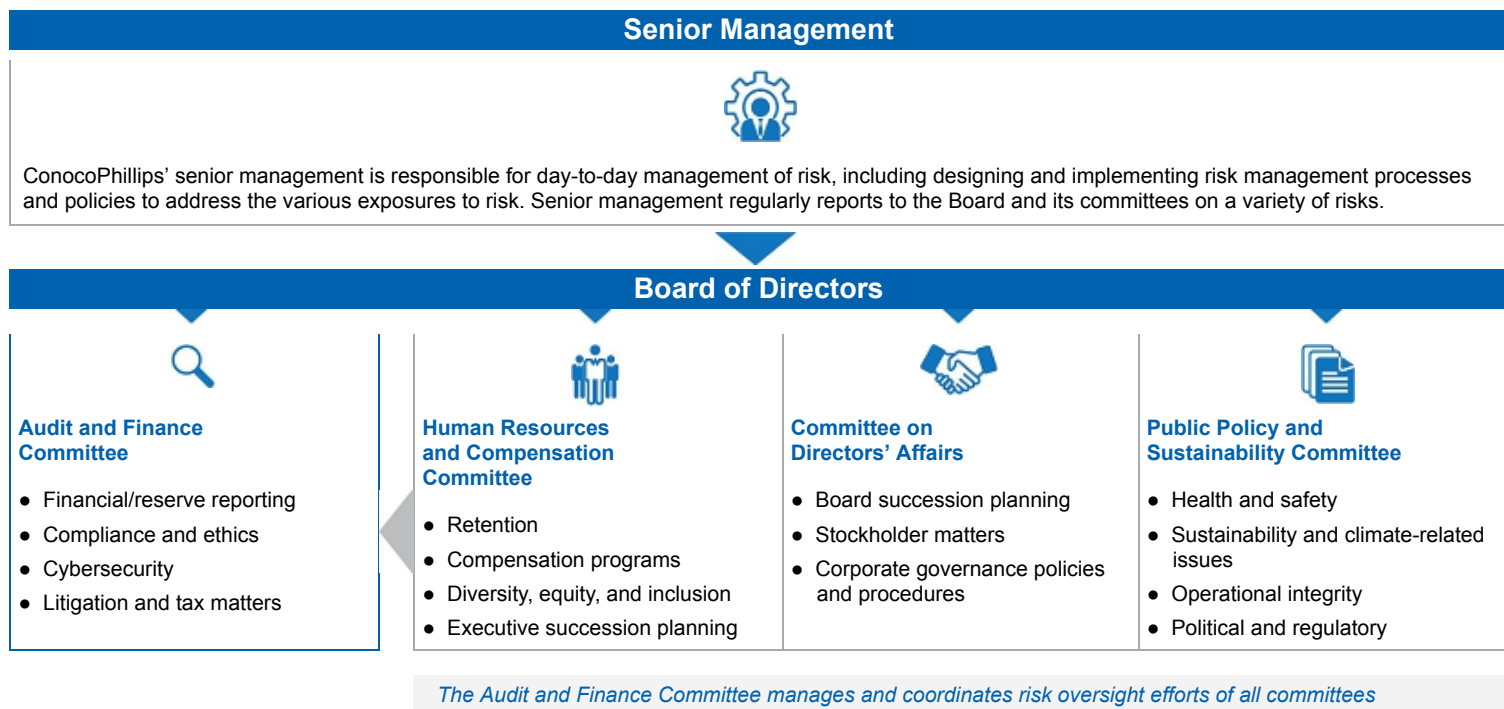 Senior Management
ConocoPhillips’ senior management is responsible for day-to-day management of risk, including designing and implementing risk management processes
and policies to address the various exposures to risk. Senior management regularly reports to the Board and its committees on a variety of risks.
Board of Directors
Audit and Finance
Committee
● Financial/reserve reporting
● Compliance and ethics
● Cybersecurity
● Litigation and tax matters
Human Resources
and Compensation
Committee
● Retention
● Compensation programs
● Diversity, equity, and inclusion
● Executive succession planning
Committee on
Directors’ Affairs
● Board succession planning
● Stockholder matters
● Corporate governance policies
and procedures
Public Policy and
Sustainability Committee
● Health and safety
● Sustainability and climate-related
issues
● Operational integrity
● Political and regulatory
The Audit and Finance Committee manages and coordinates risk oversight efforts of all committees